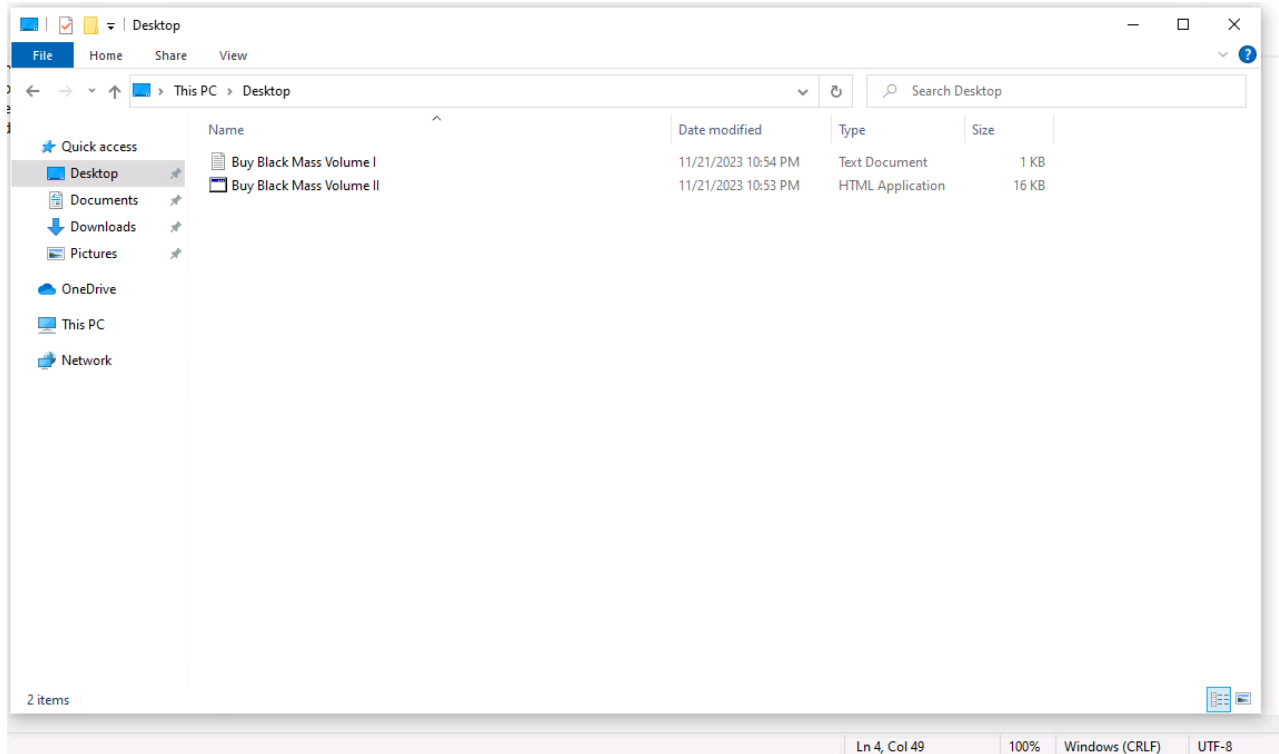 Desktop
File Home Share View
This PC > Desktop
Search Desktop
Name Date modified Type Size
Quick access
Desktop
Documents
Downloads
Pictures
OneDrive
This PC
Network
Buy Black Mass Volume I 11/21/2023 10:54 PM Text Document 1 KB
Buy Black Mass Volume II 11/21/2023 10:53 PM HTML Application 16 KB
2 items
Ln 4, Col 49 100% Windows (CRLF) UTF-8